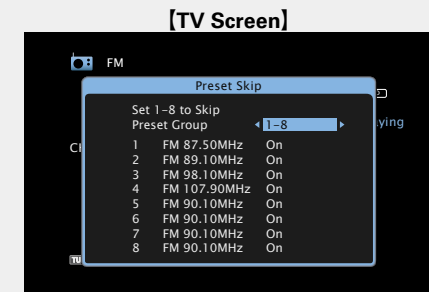 【TV Screen】
FM
Preset Skip
Set 1-8 to Skip
Preset Group 1-8
ying
Ch
1 FM 87.50MHz On
2 FM 89.10MHz On
3 FM 98.10MHz On
4 FM 107.90MHz On
5 FM 90.10MHz On
6 FM 90.10MHz On
7 FM 90.10MHz On
8 FM 90.10MHz On
TU